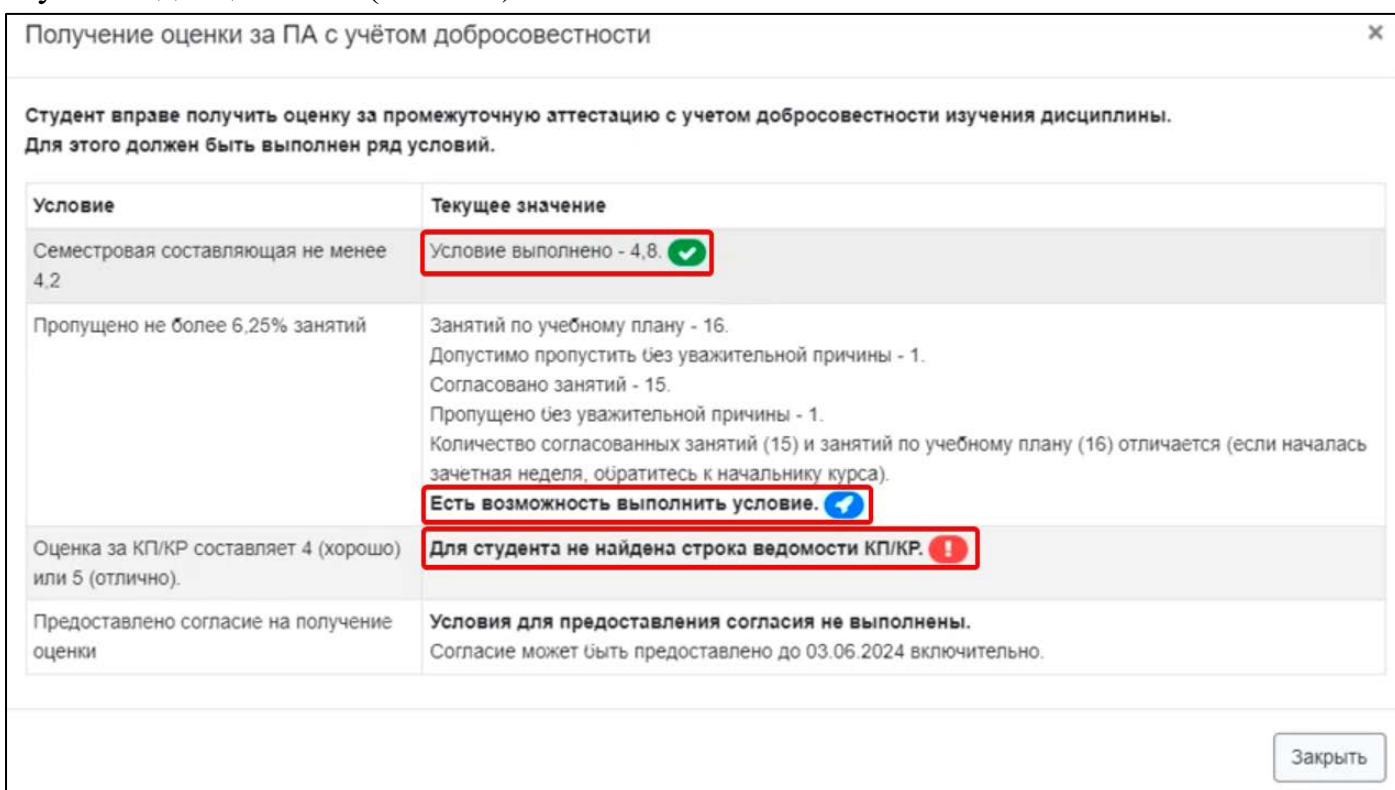 Получение оценки за ПА с учётом добросовестности
×
Студент вправе получить оценку за промежуточную аттестацию с учетом добросовестности изучения дисциплины.
Для этого должен быть выполнен ряд условий.
Условие
Текущее значение
Семестровая составляющая не менее
4,2
Условие выполнено - 4,8.
Пропущено не более 6,25% занятий
Занятий по учебному плану - 16.
Допустимо пропустить без уважительной причины - 1.
Согласовано занятий - 15.
Пропущено без уважительной причины - 1.
Количество согласованных занятий (15) и занятий по учебному плану (16) отличается (если началась
зачетная неделя, обратитесь к начальнику курса).
Есть возможность выполнить условие.
Оценка за КП/КР составляет 4 (хорошо)
или 5 (отлично).
Для студента не найдена строка ведомости КП/КР.
Предоставлено согласие на получение
оценки
Условия для предоставления согласия не выполнены.
Согласие может быть предоставлено до 03.06.2024 включительно.
Закрыть